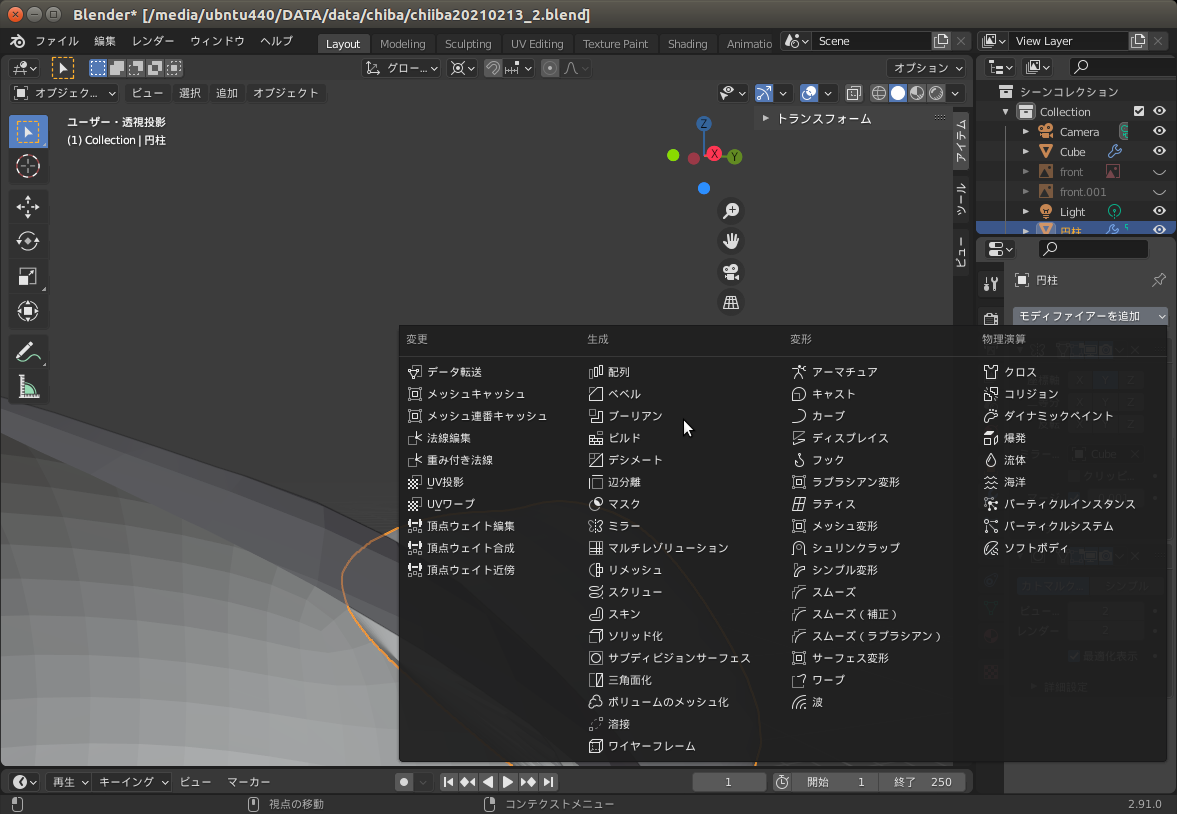 Blender* [/media/ubntu440/DATA/data/chiba/chiiba20210213_2.blend]
ファイル 編集 レンダー ウィンドウ ヘルプ Layout Modeling Sculpting UV Editing Texture Paint Shading Animatio Scene View Layer
グロー... オプション
オブジェク... ビュー 選択 追加 オブジェクト
ユーザー・透視投影
(1) Collection | 円柱
Z
X
Y
トランスフォーム
アイテム
ツール
ビュー
シーンコレクション
Collection
Camera
Cube
front
front.001
Light
円柱
円柱
モディファイアーを追加
変更
データ転送
メッシュキャッシュ
メッシュ連番キャッシュ
法線編集
重み付き法線
UV投影
UVワープ
頂点ウェイト編集
頂点ウェイト合成
頂点ウェイト近傍
生成
配列
ベベル
ブーリアン
ビルド
デシメート
辺分離
マスク
ミラー
マルチレゾリューション
リメッシュ
スクリュー
スキン
ソリッド化
サブディビジョンサーフェス
三角面化
ボリュームのメッシュ化
溶接
ワイヤーフレーム
変形
アーマチュア
キャスト
カーブ
ディスプレイス
フック
ラプラシアン変形
ラティス
メッシュ変形
シュリンクラップ
シンプル変形
スムーズ
スムーズ（補正）
スムーズ（ラプラシアン）
サーフェス変形
ワープ
波
物理演算
クロス
コリジョン
ダイナミックペイント
爆発
流体
海洋
パーティクルインスタンス
パーティクルシステム
ソフトボディ
再生 キーイング ビュー マーカー 1 開始 1 終了 250
視点の移動 コンテクストメニュー 2.91.0